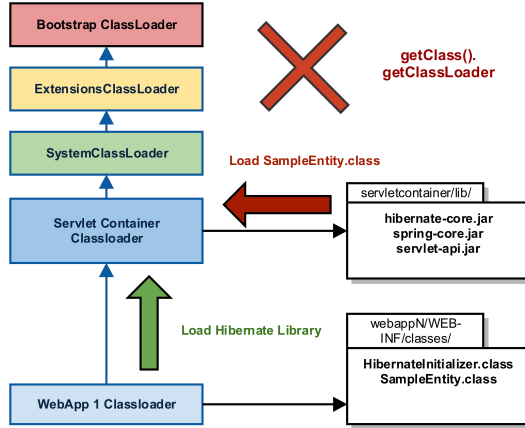 Bootstrap ClassLoader
getClass().
getClassLoader
ExtensionsClassLoader
SystemClassLoader
Load SampleEntity.class
servletcontainer/lib/
Servlet Container
Classloader
hibernate-core.jar
spring-core.jar
servlet-api.jar
Load Hibernate Library
webappN/WEB-
INF/classes/
HibernateInitializer.class
SampleEntity.class
WebApp 1 Classloader